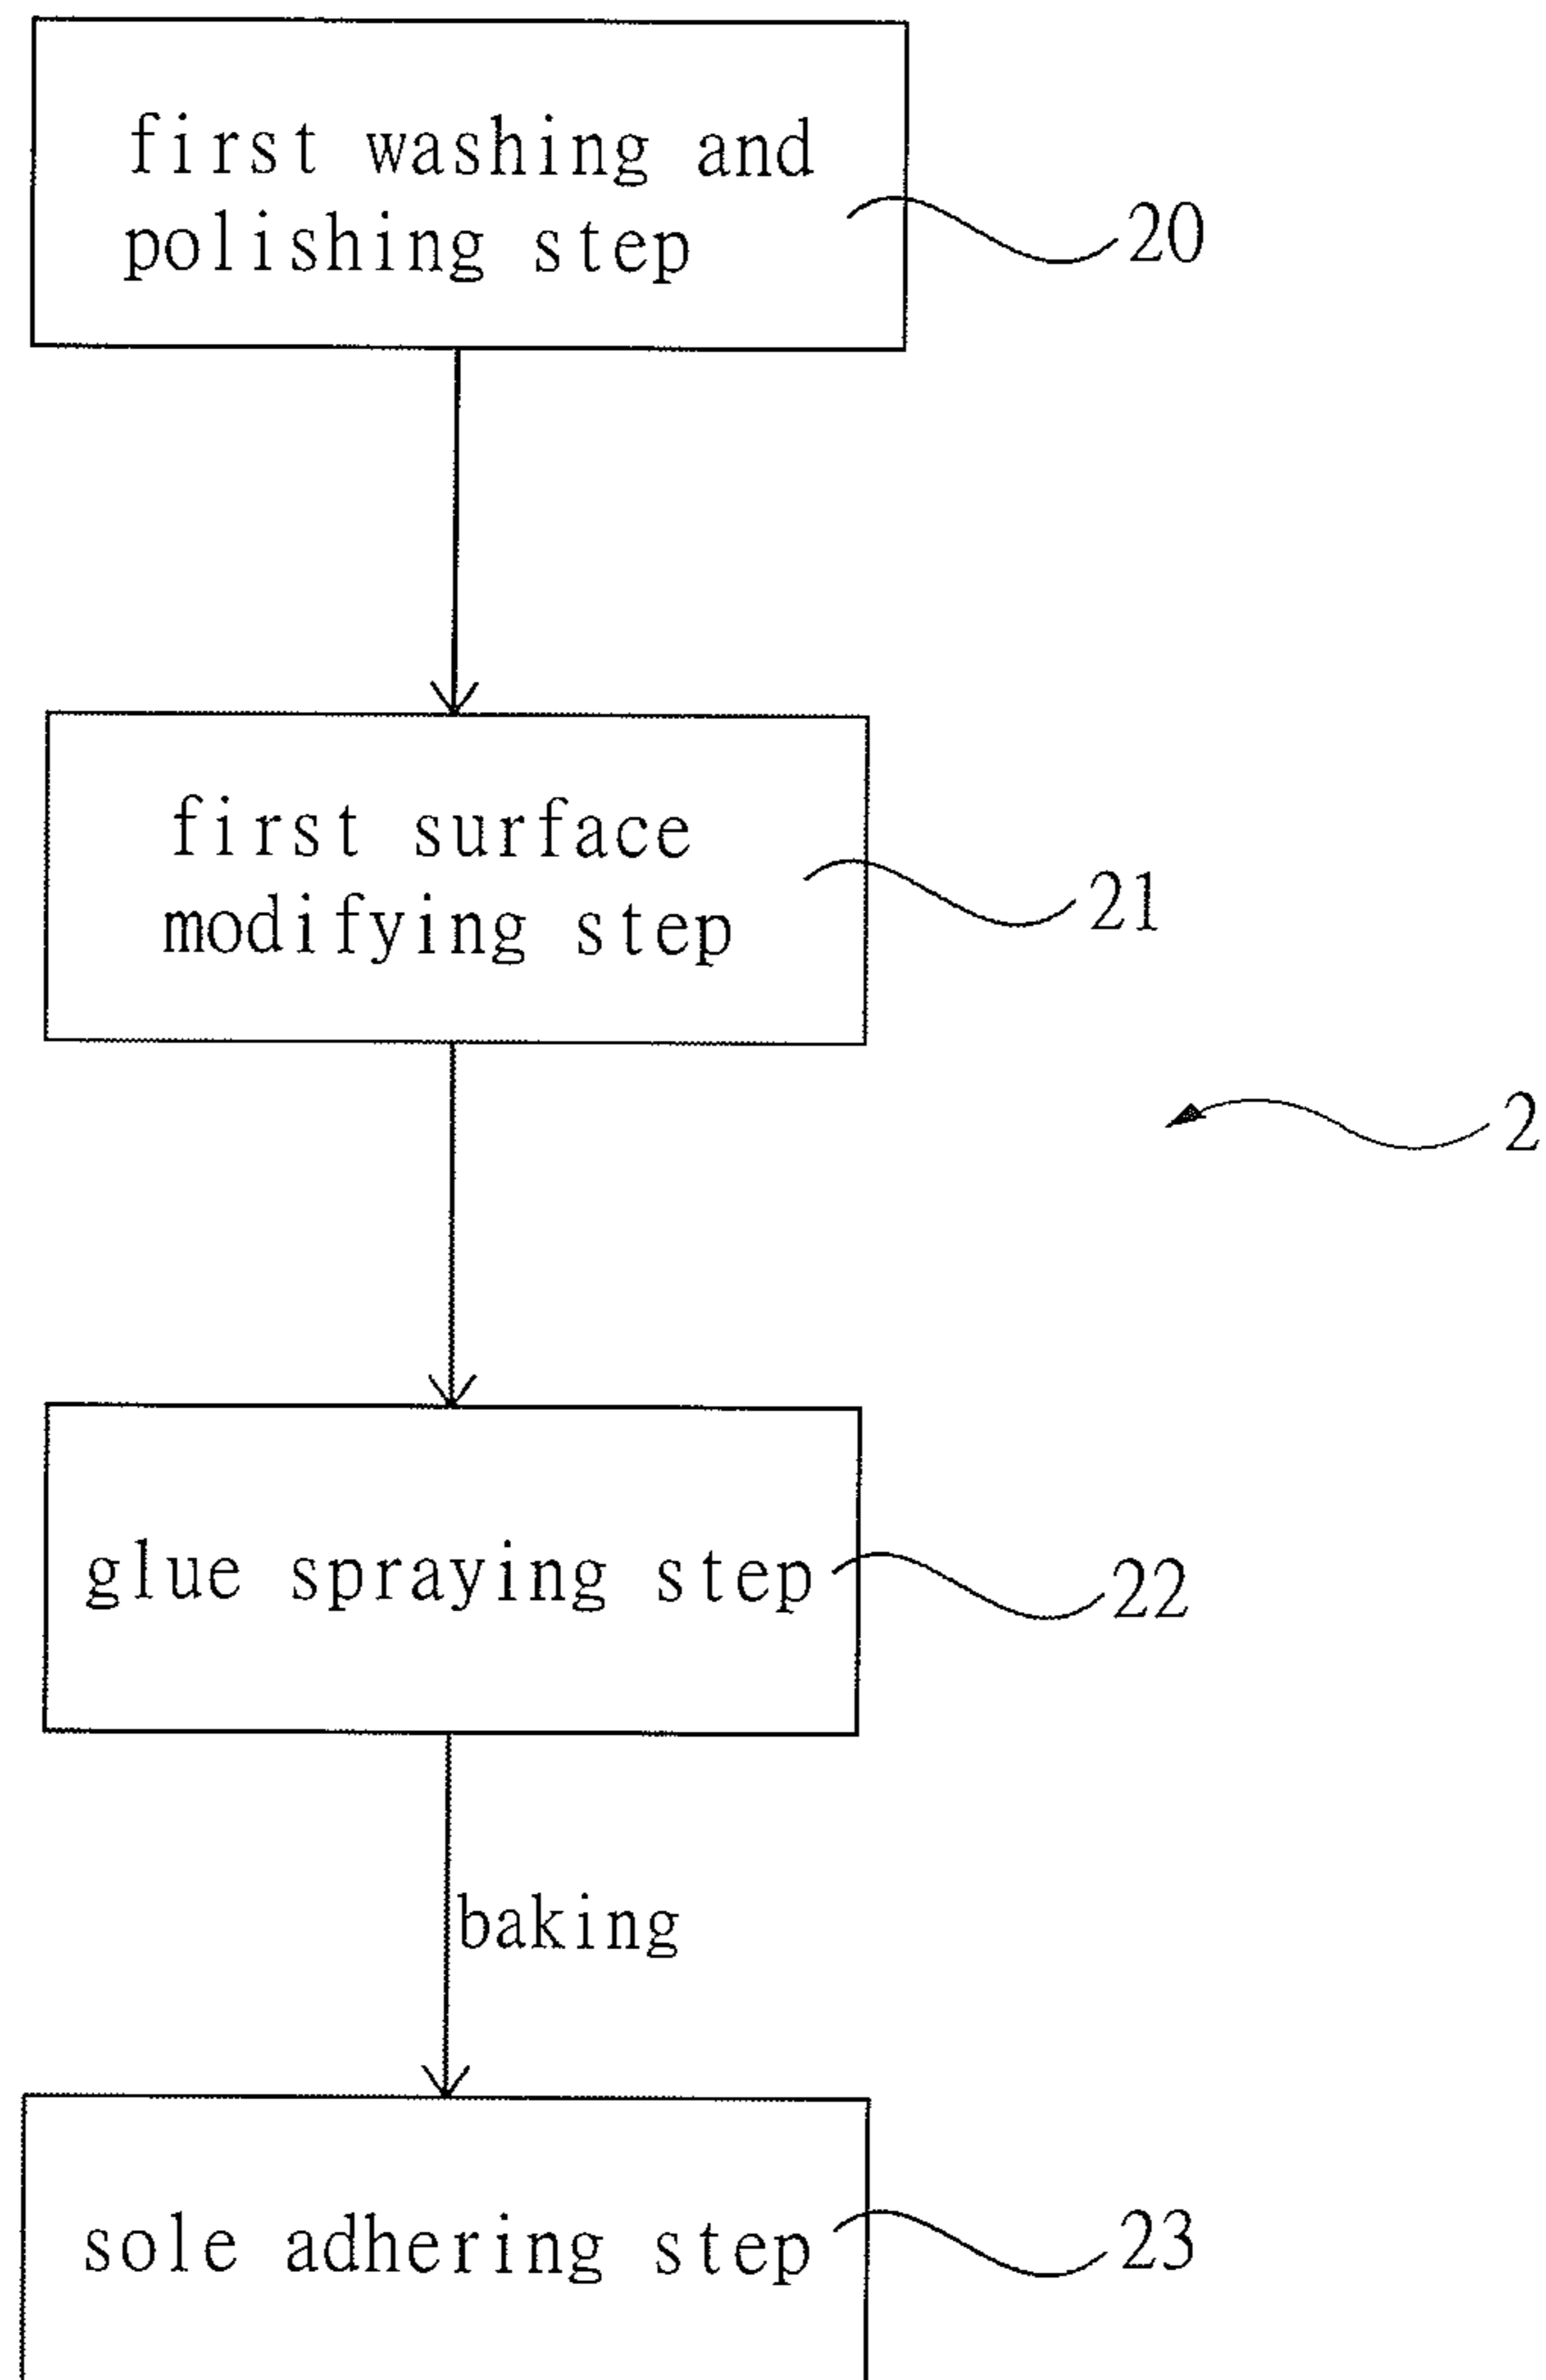 first washing and
polishing step
20
first surface
modifying step
21
2
glue spraying step
22
baking
sole adhering step
23